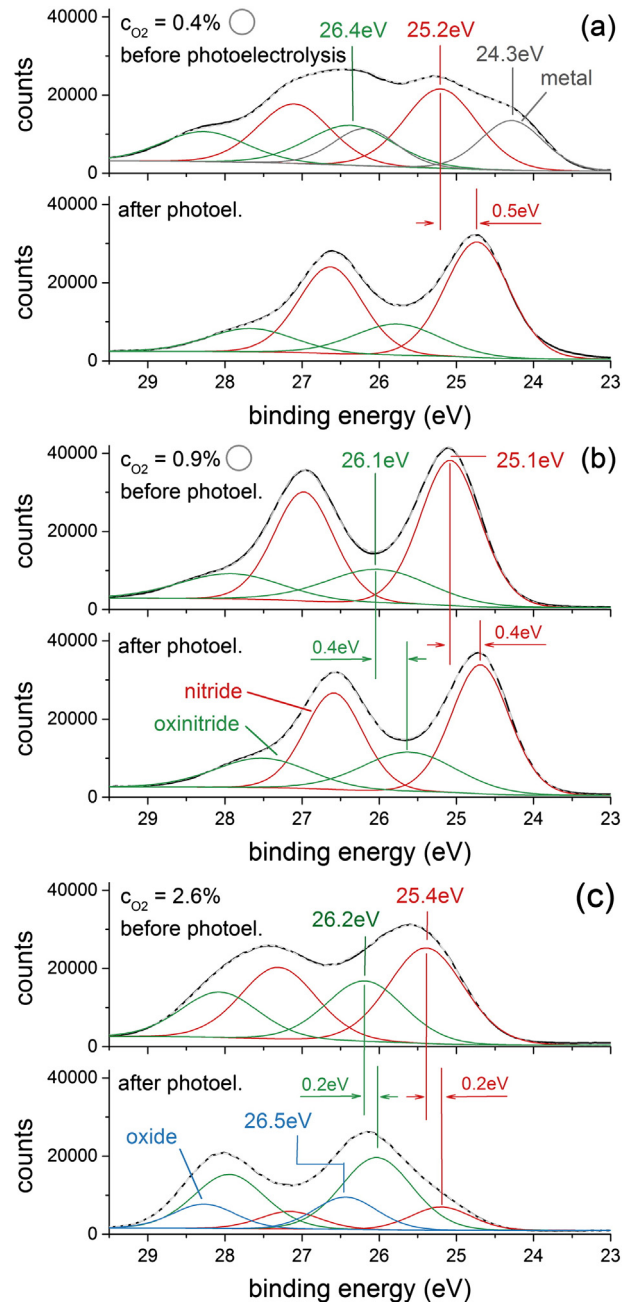 c_O2 = 0.4%
before photoelectrolysis
26.4eV
25.2eV
24.3eV
metal
(a)
counts
40000
20000
0
after photoel.
0.5eV
counts
40000
20000
0
29 28 27 26 25 24 23
binding energy (eV)
c_O2 = 0.9%
before photoel.
26.1eV
25.1eV
(b)
counts
40000
20000
0
after photoel.
0.4eV
0.4eV
nitride
oxinitride
counts
40000
20000
0
29 28 27 26 25 24 23
binding energy (eV)
c_O2 = 2.6%
before photoel.
26.2eV
25.4eV
(c)
counts
40000
20000
0
after photoel.
0.2eV
0.2eV
oxide
26.5eV
counts
40000
20000
0
29 28 27 26 25 24 23
binding energy (eV)